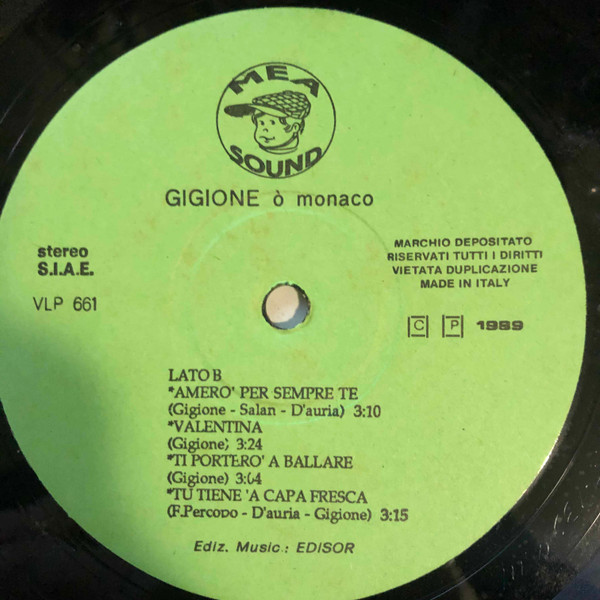 MEA
SOUND
GIGIONE ò monaco
stereo
S.I.A.E.
VLP 661
MARCHIO DEPOSITATO
RISERVATI TUTTI I DIRITTI
VIETATA DUPLICAZIONE
MADE IN ITALY
C P 1989
LATO B
*AMERO' PER SEMPRE TE
(Gigione - Salan - D'auria) 3:10
*VALENTINA
(Gigione) 3:24
*TI PORTERO' A BALLARE
(Gigione) 3:04
*TU TIENE 'A CAPA FRESCA
(F.Percopo - D'auria - Gigione) 3:15
Ediz. Music.: EDISOR